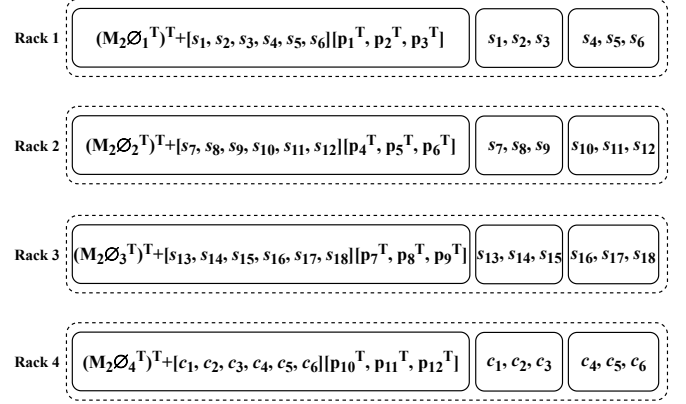 Rack 1 (M₂∅₁ᵀ)ᵀ+[s₁, s₂, s₃, s₄, s₅, s₆][p₁ᵀ, p₂ᵀ, p₃ᵀ] s₁, s₂, s₃ s₄, s₅, s₆
Rack 2 (M₂∅₂ᵀ)ᵀ+[s₇, s₈, s₉, s₁₀, s₁₁, s₁₂][p₄ᵀ, p₅ᵀ, p₆ᵀ] s₇, s₈, s₉ s₁₀, s₁₁, s₁₂
Rack 3 (M₂∅₃ᵀ)ᵀ+[s₁₃, s₁₄, s₁₅, s₁₆, s₁₇, s₁₈][p₇ᵀ, p₈ᵀ, p₉ᵀ] s₁₃, s₁₄, s₁₅ s₁₆, s₁₇, s₁₈
Rack 4 (M₂∅₄ᵀ)ᵀ+[c₁, c₂, c₃, c₄, c₅, c₆][p₁₀ᵀ, p₁₁ᵀ, p₁₂ᵀ] c₁, c₂, c₃ c₄, c₅, c₆